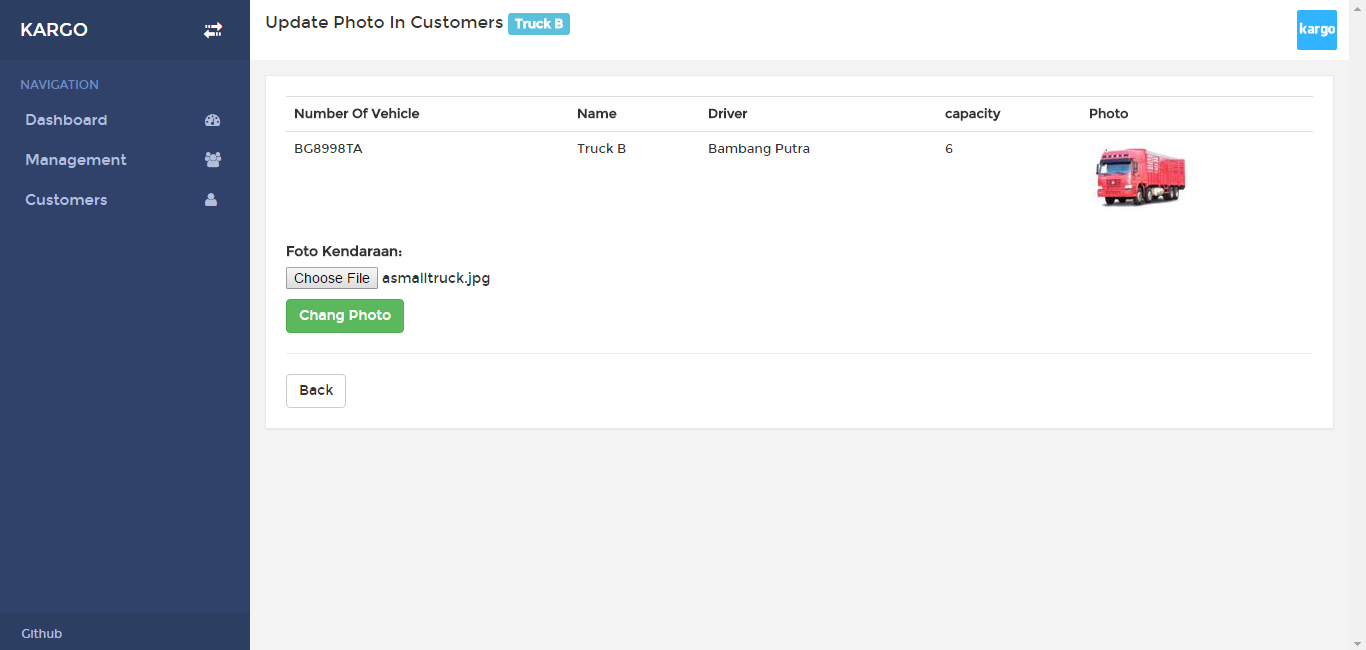 KARGO
NAVIGATION
Dashboard
Management
Customers
Github
Update Photo In Customers Truck B
kargo
Number Of Vehicle Name Driver capacity Photo
BG8998TA Truck B Bambang Putra 6
Foto Kendaraan:
Choose File asmalltruck.jpg
Chang Photo
Back